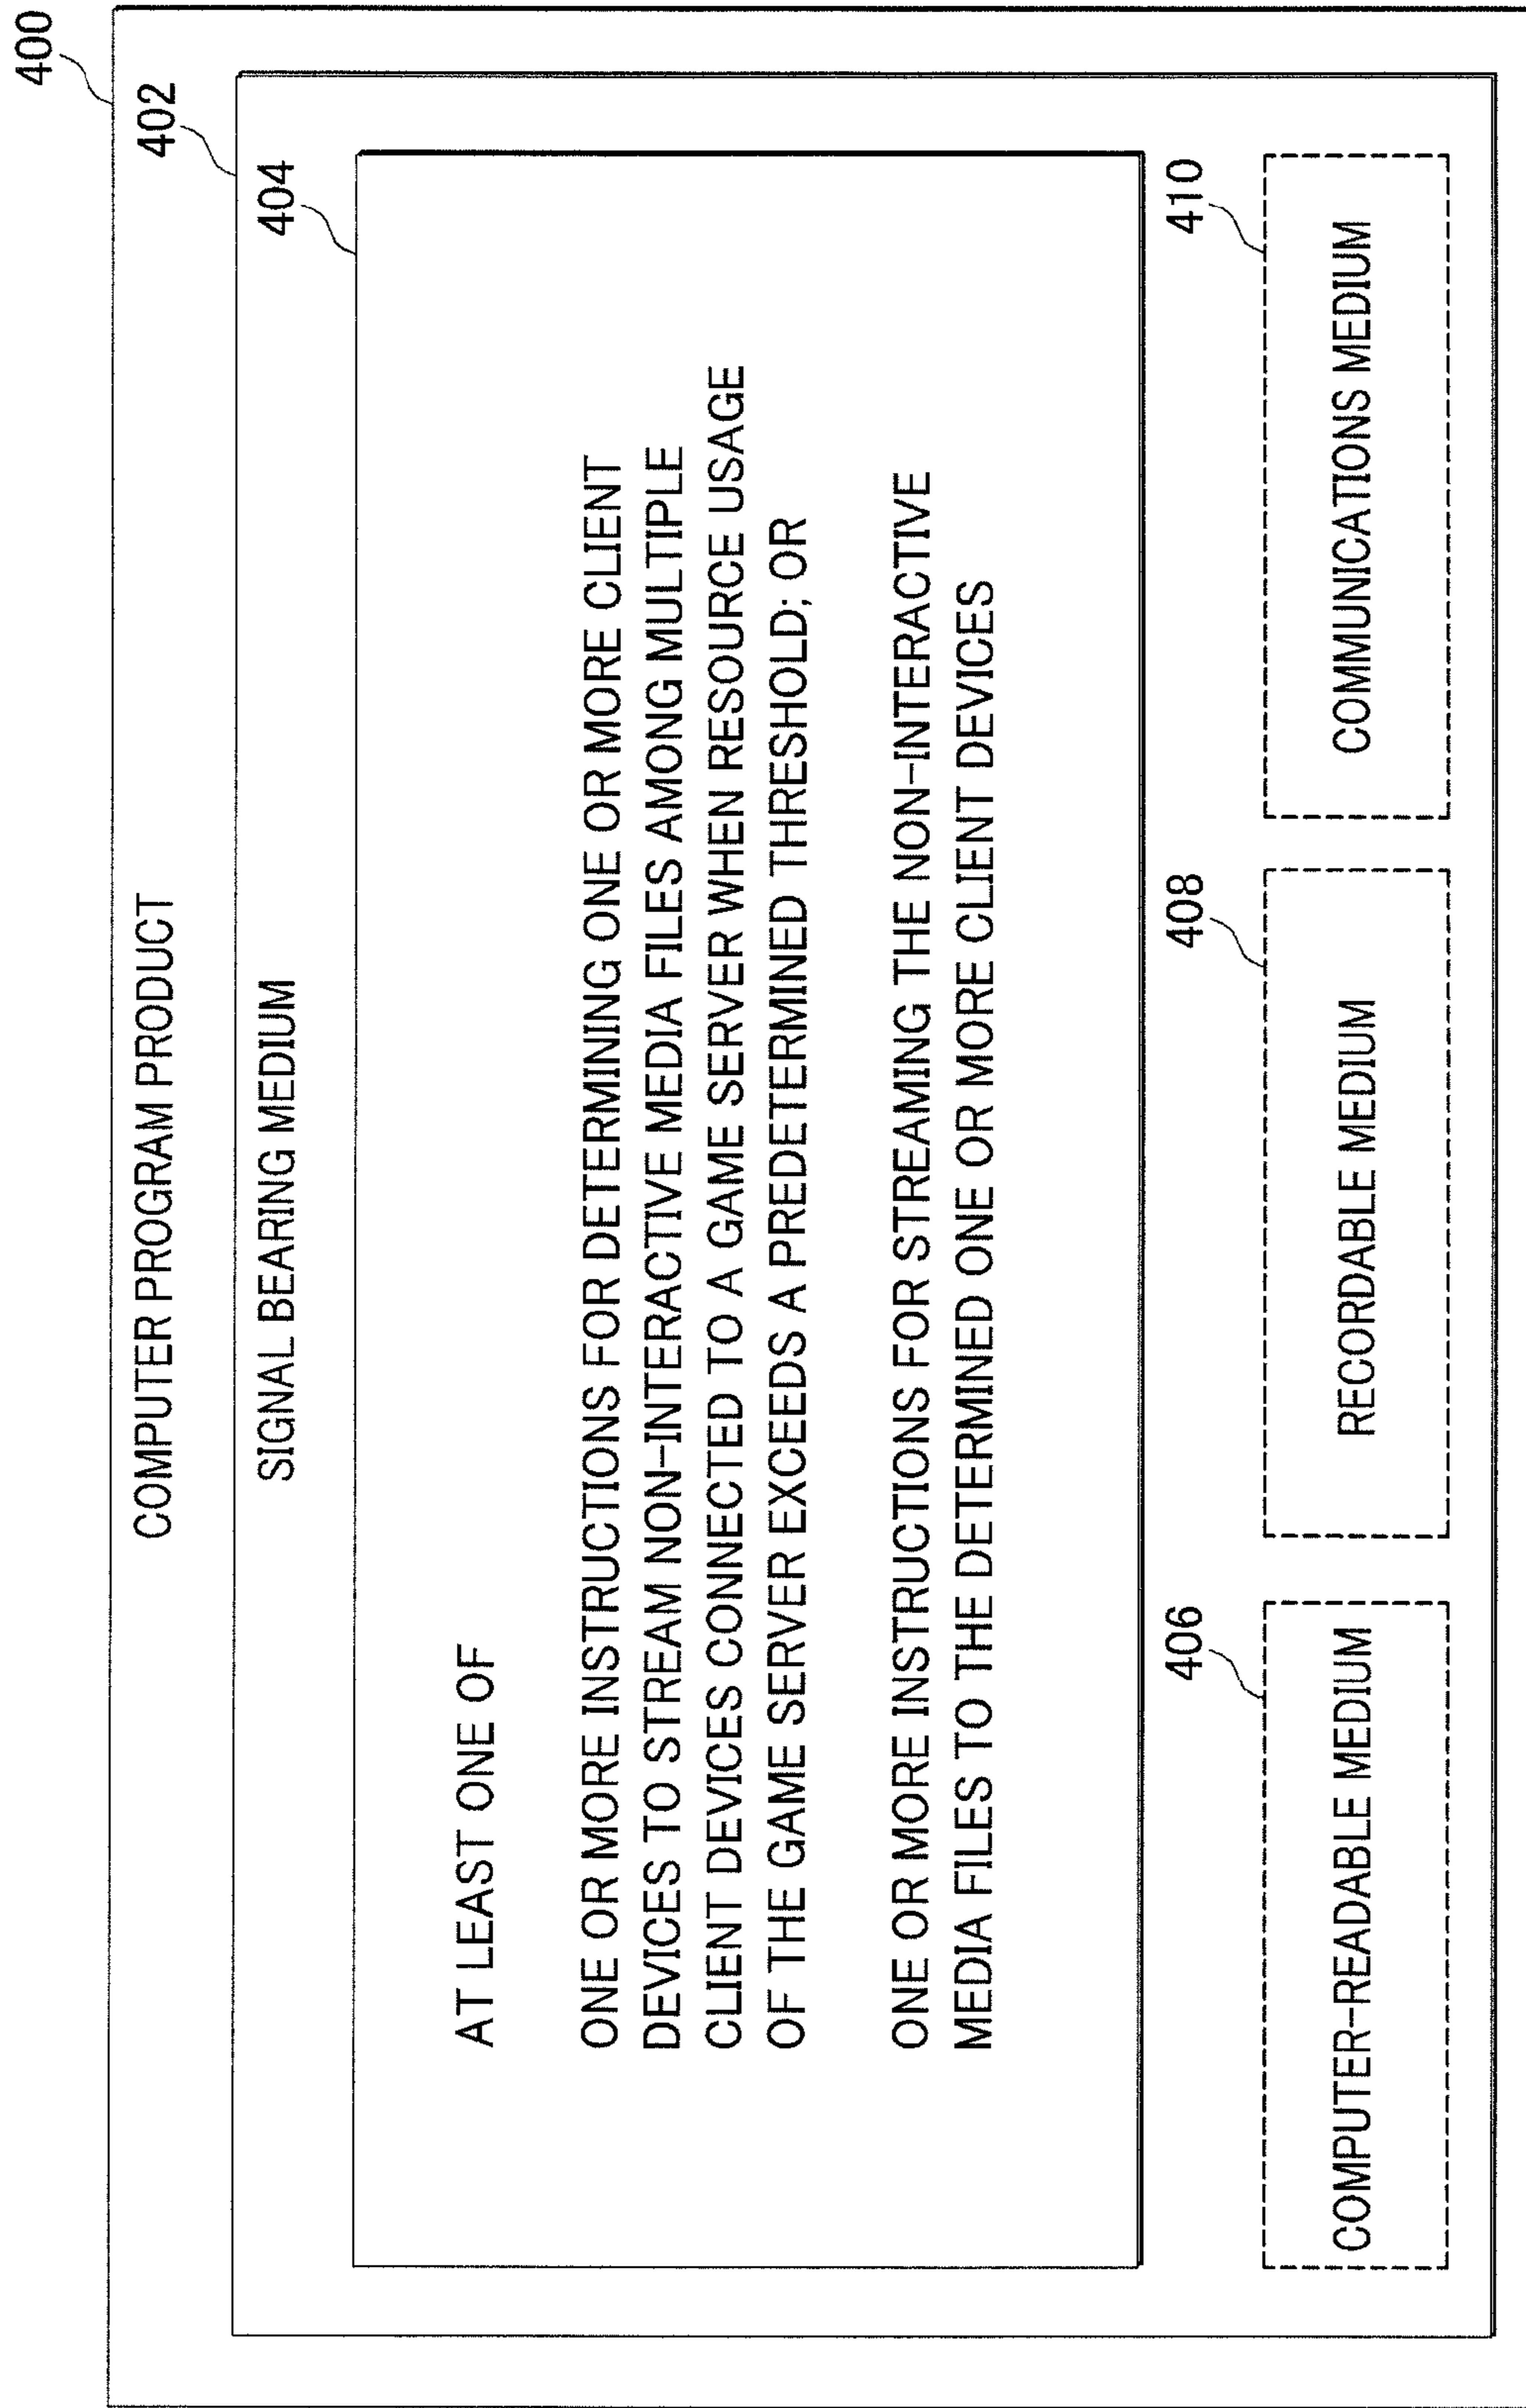 400
COMPUTER PROGRAM PRODUCT
402
SIGNAL BEARING MEDIUM
404
AT LEAST ONE OF
ONE OR MORE INSTRUCTIONS FOR DETERMINING ONE OR MORE CLIENT
DEVICES TO STREAM NON-INTERACTIVE MEDIA FILES AMONG MULTIPLE
CLIENT DEVICES CONNECTED TO A GAME SERVER WHEN RESOURCE USAGE
OF THE GAME SERVER EXCEEDS A PREDETERMINED THRESHOLD; OR
ONE OR MORE INSTRUCTIONS FOR STREAMING THE NON-INTERACTIVE
MEDIA FILES TO THE DETERMINED ONE OR MORE CLIENT DEVICES
406
COMPUTER-READABLE MEDIUM
408
RECORDABLE MEDIUM
410
COMMUNICATIONS MEDIUM